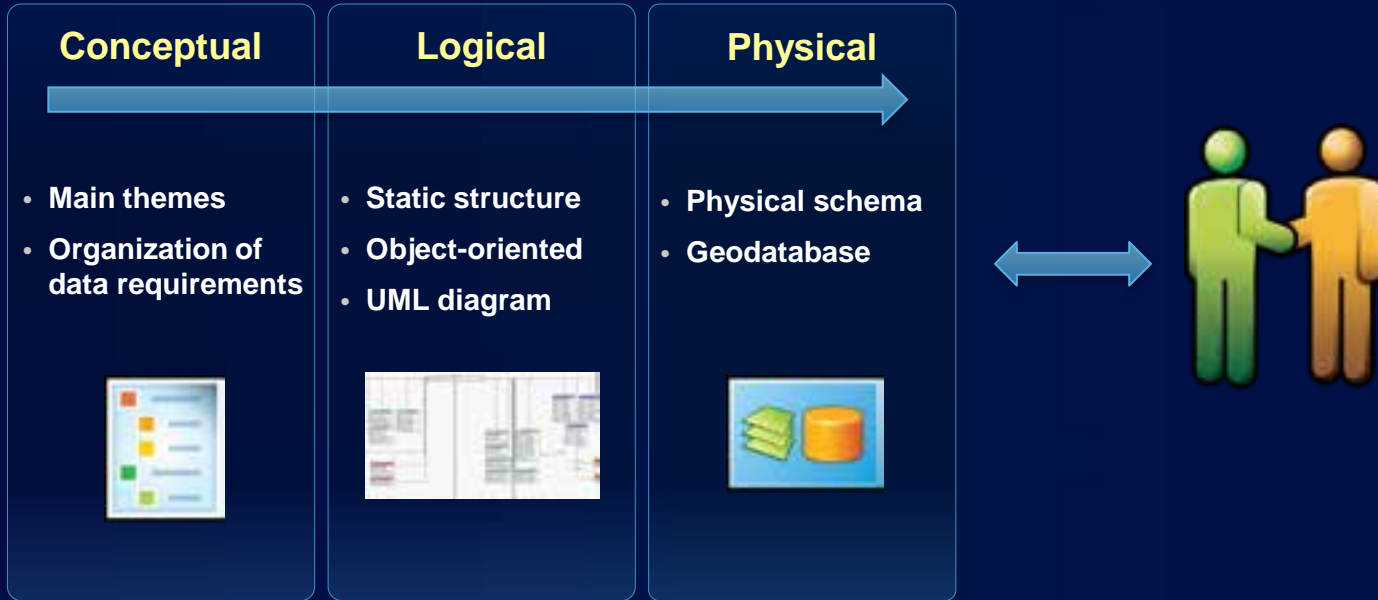 Conceptual
• Main themes
• Organization of
data requirements
Logical
• Static structure
• Object-oriented
• UML diagram
Physical
• Physical schema
• Geodatabase